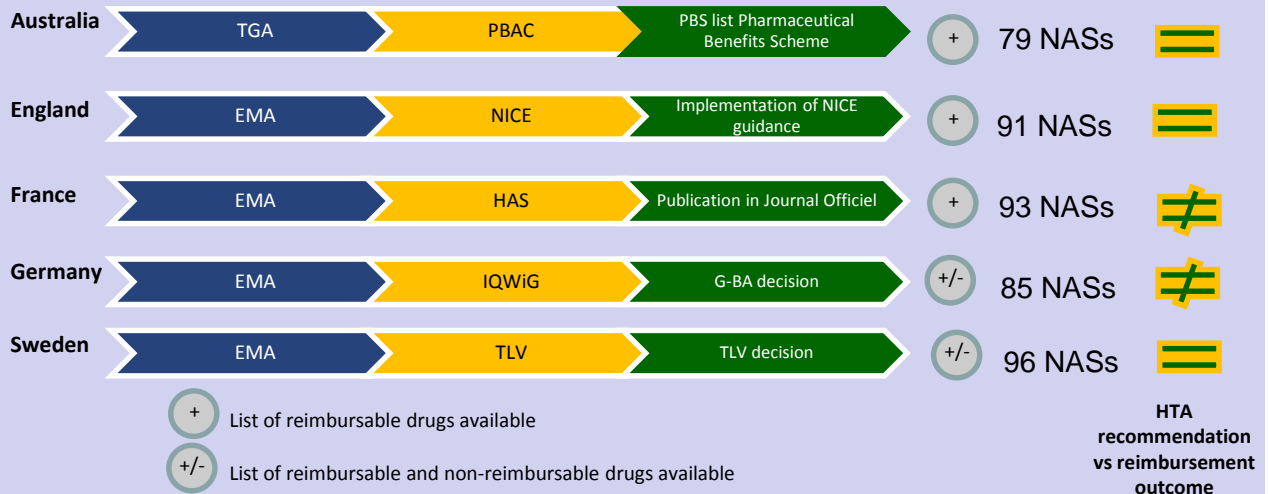 Australia
TGA
PBAC
PBS list Pharmaceutical
Benefits Scheme
+
79 NASs
=
England
EMA
NICE
Implementation of NICE
guidance
+
91 NASs
=
France
EMA
HAS
Publication in Journal Officiel
+
93 NASs
≠
Germany
EMA
IQWiG
G-BA decision
+/-
85 NASs
≠
Sweden
EMA
TLV
TLV decision
+/-
96 NASs
=
+
List of reimbursable drugs available
+/-
List of reimbursable and non-reimbursable drugs available
HTA
recommendation
vs reimbursement
outcome